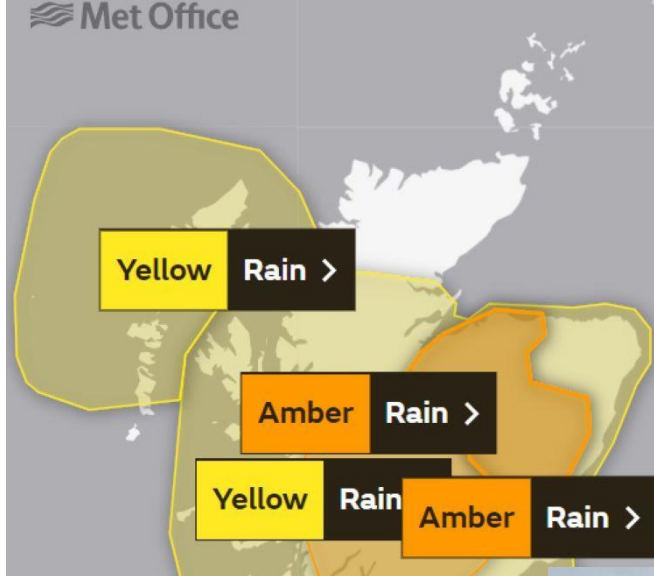 Met Office
Yellow Rain >
Amber Rain >
Yellow Rain
Amber Rain >